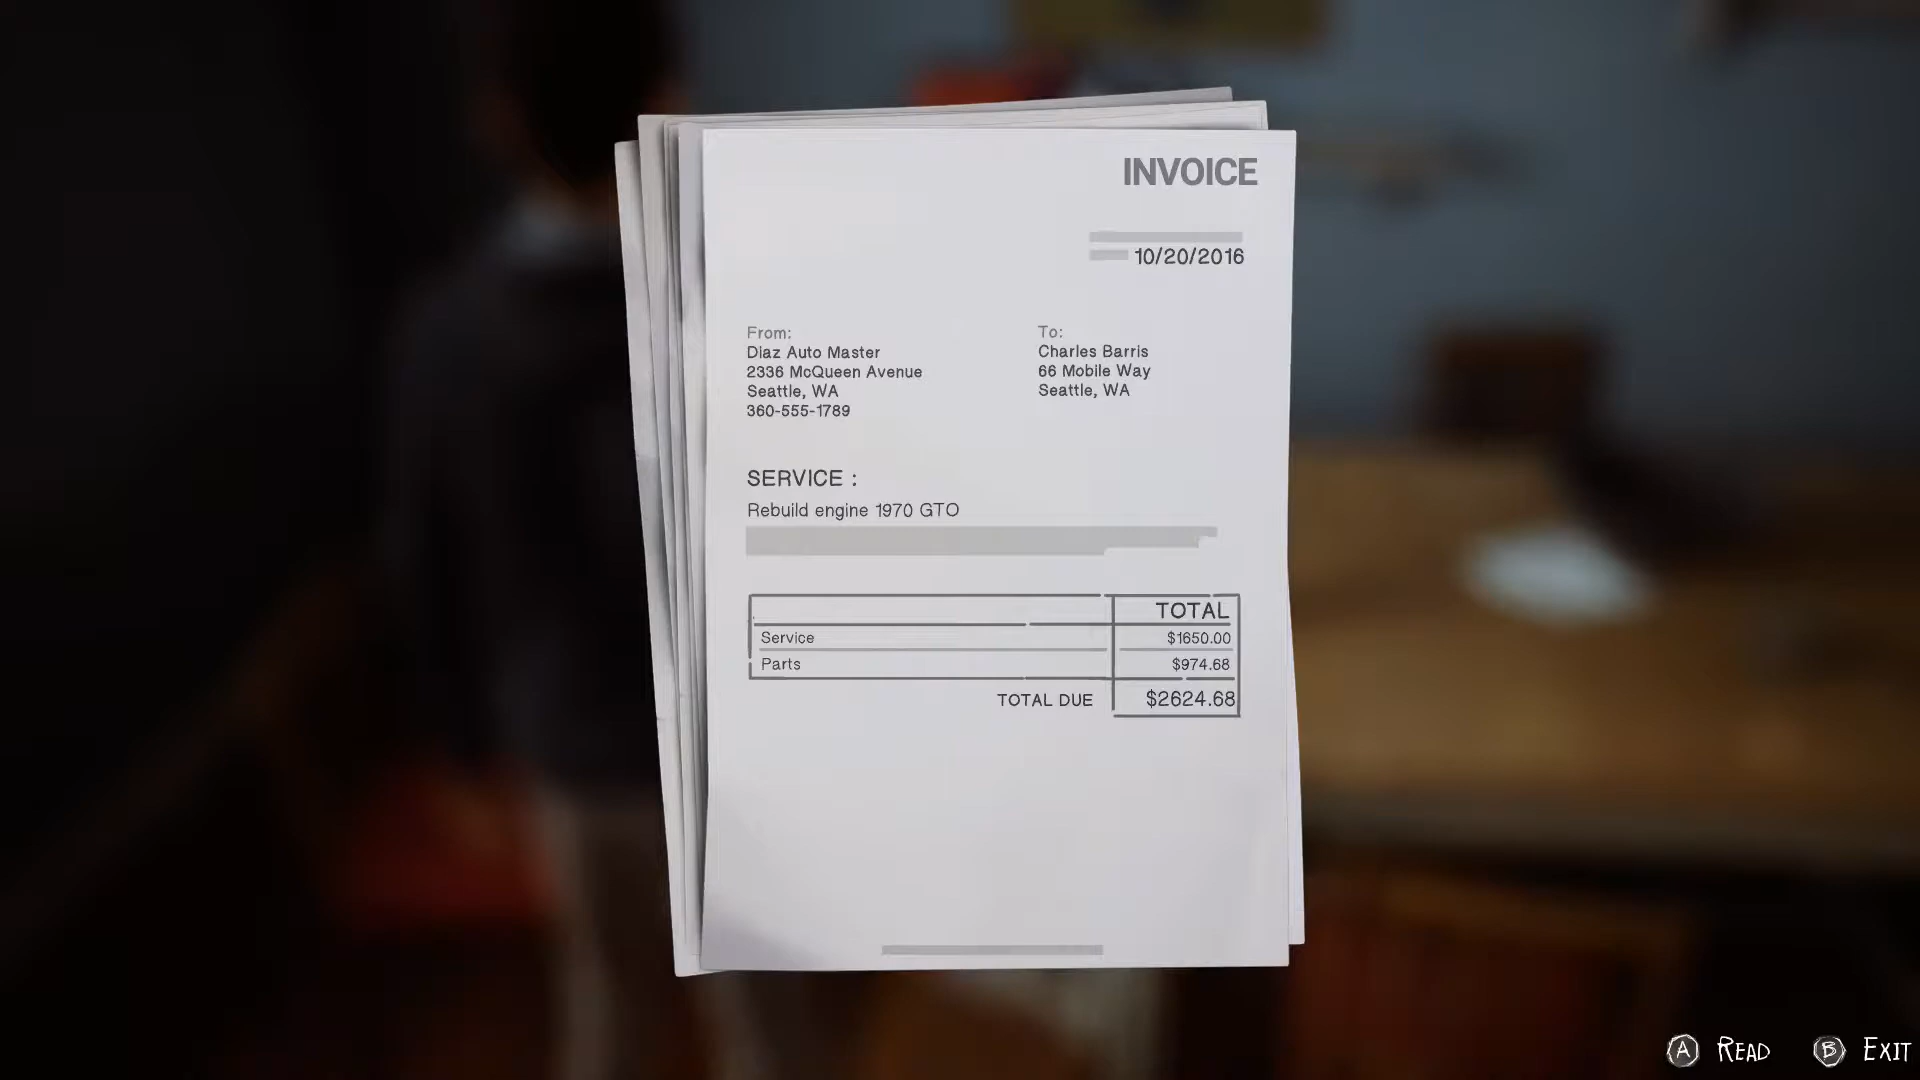 INVOICE
10/20/2016
From:
Diaz Auto Master
2336 McQueen Avenue
Seattle, WA
360-555-1789
To:
Charles Barris
66 Mobile Way
Seattle, WA
SERVICE :
Rebuild engine 1970 GTO
TOTAL
Service $1650.00
Parts $974.68
TOTAL DUE $2624.68
A READ B EXIT